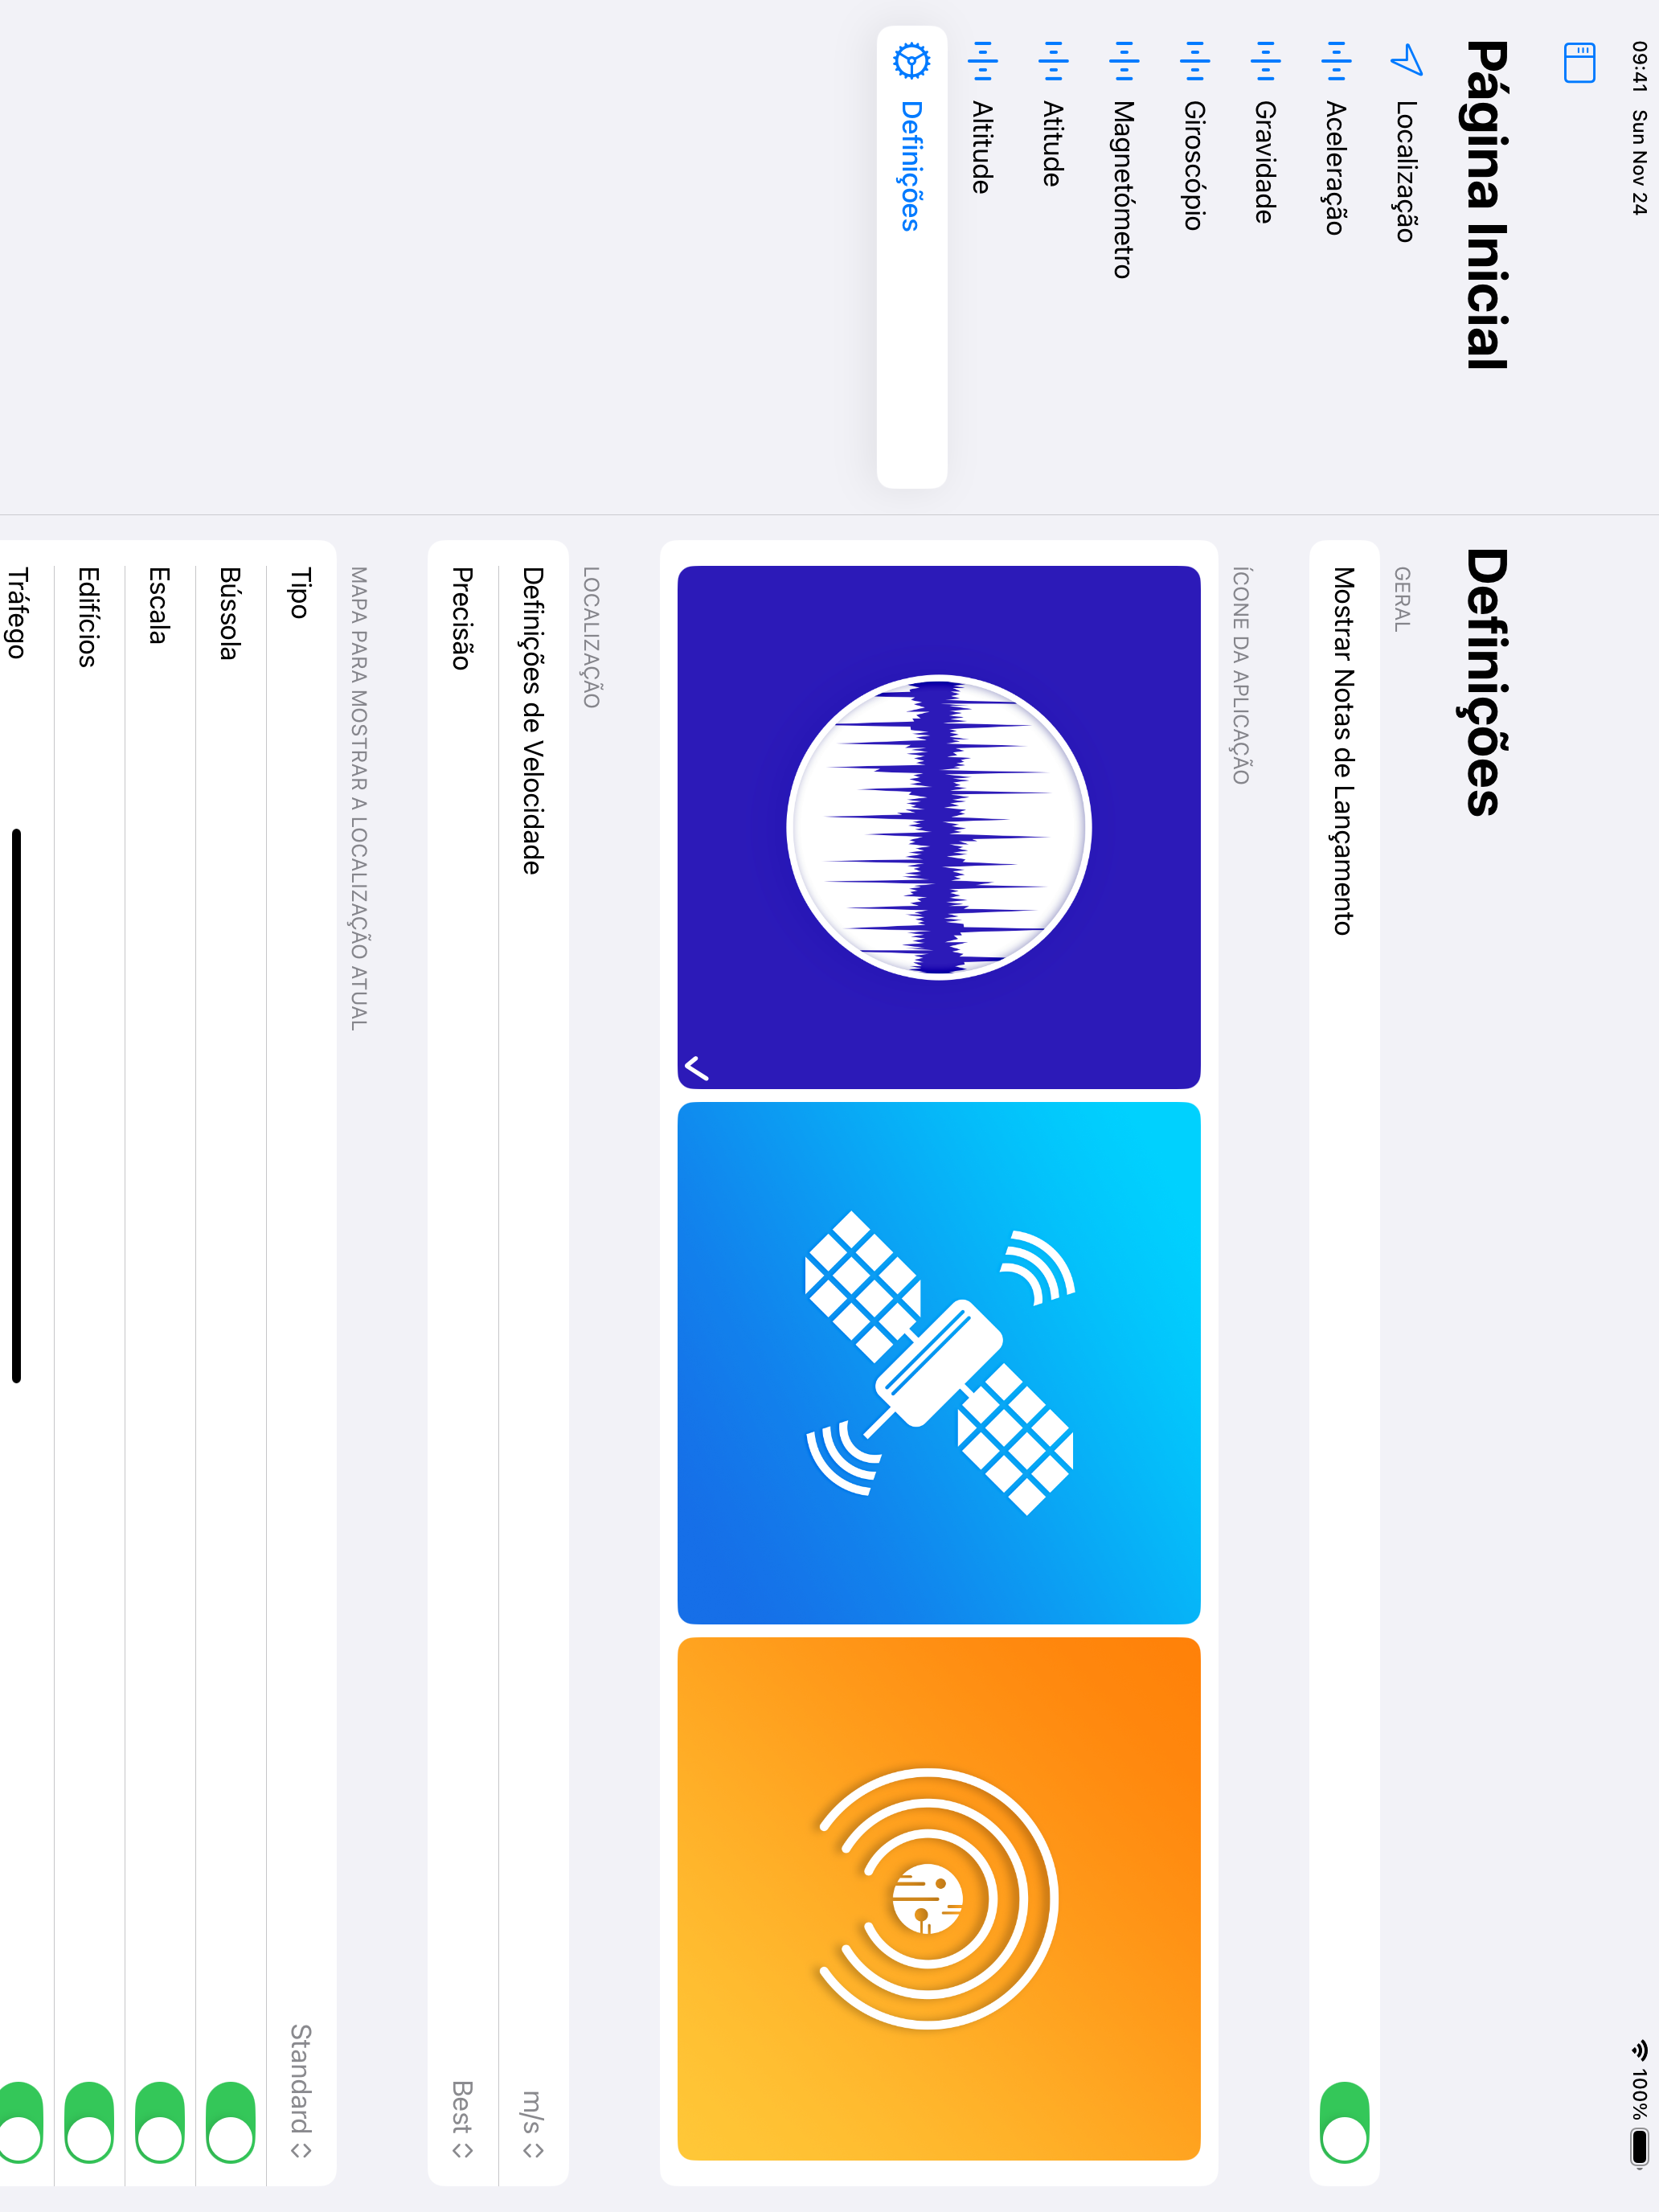 09:41 Sun Nov 24
100%
Página Inicial
Localização
Aceleração
Gravidade
Giroscópio
Magnetómetro
Atitude
Altitude
Definições
Definições
GERAL
Mostrar Notas de Lançamento
ÍCONE DA APLICAÇÃO
LOCALIZAÇÃO
Definições de Velocidade m/s
Precisão Best
MAPA PARA MOSTRAR A LOCALIZAÇÃO ATUAL
Tipo Standard
Bússola
Escala
Edifícios
Tráfego